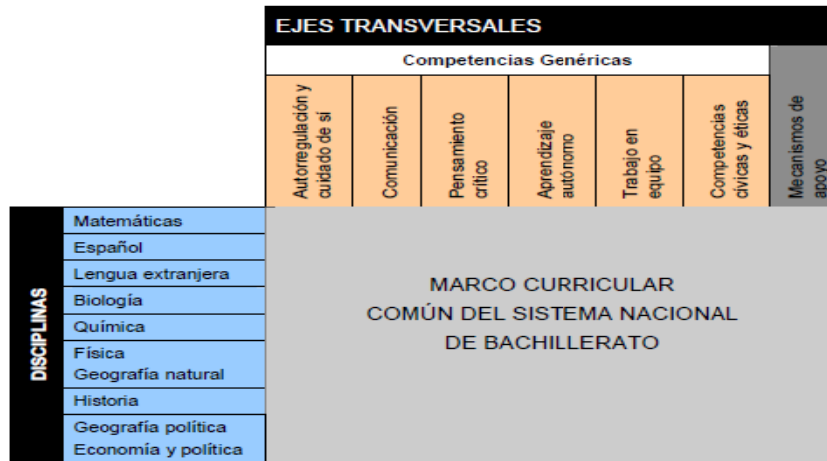 EJES TRANSVERSALES
Competencias Genéricas
Autorregulación y
cuidado de sí
Comunicación
Pensamiento
crítico
Aprendizaje
autónomo
Trabajo en
equipo
Competencias
cívicas y éticas
Mecanismos de
apoyo
DISCIPLINAS
Matemáticas
Español
Lengua extranjera
Biología
Química
Física
Geografía natural
Historia
Geografía política
Economía y política
MARCO CURRICULAR
COMÚN DEL SISTEMA NACIONAL
DE BACHILLERATO